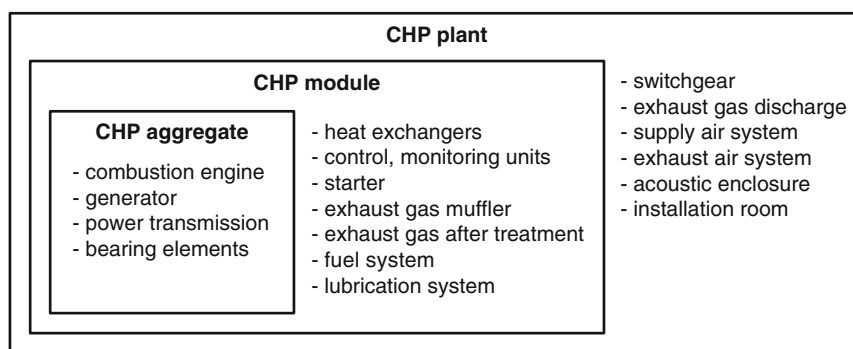 CHP plant
CHP module
CHP aggregate
- combustion engine
- generator
- power transmission
- bearing elements
- heat exchangers
- control, monitoring units
- starter
- exhaust gas muffler
- exhaust gas after treatment
- fuel system
- lubrication system
- switchgear
- exhaust gas discharge
- supply air system
- exhaust air system
- acoustic enclosure
- installation room